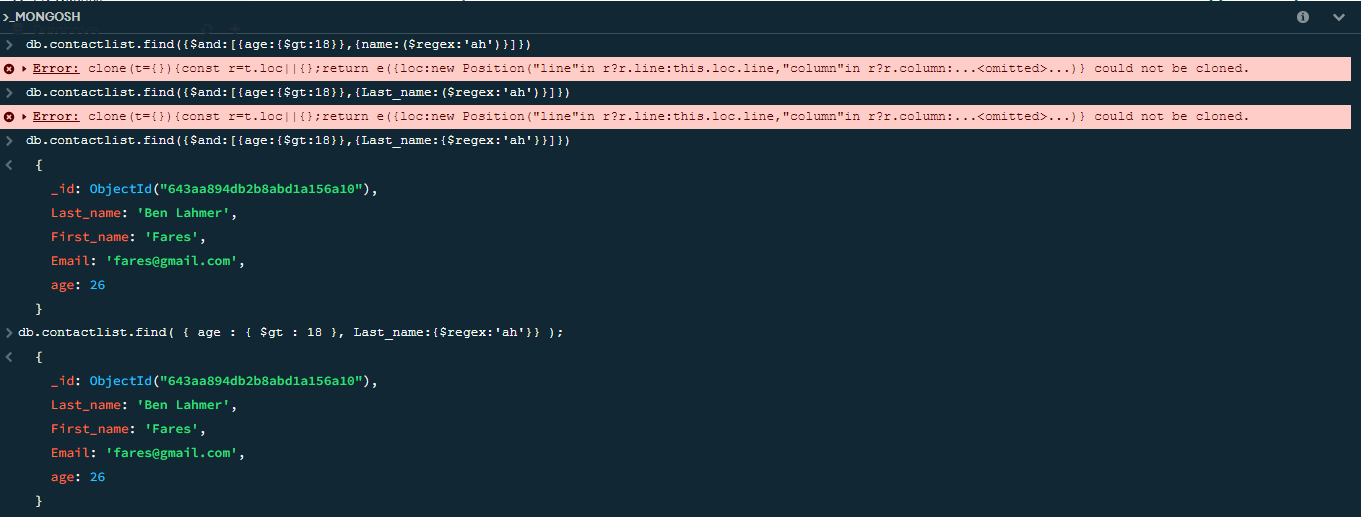 >_MONGOSH
> db.contactlist.find({$and:[{age:{$gt:18}},{name:($regex:'ah')}]})
Error: clone(t={}){const r=t.loc||{};return e({loc:new Position("line"in r?r.line:this.loc.line,"column"in r?r.column:...<omitted>...)} could not be cloned.
> db.contactlist.find({$and:[{age:{$gt:18}},{Last_name:($regex:'ah')}]})
Error: clone(t={}){const r=t.loc||{};return e({loc:new Position("line"in r?r.line:this.loc.line,"column"in r?r.column:...<omitted>...)} could not be cloned.
> db.contactlist.find({$and:[{age:{$gt:18}},{Last_name:{$regex:'ah'}}]})
< {
_id: ObjectId("643aa894db2b8abd1a156a10"),
Last_name: 'Ben Lahmer',
First_name: 'Fares',
Email: 'fares@gmail.com',
age: 26
}
> db.contactlist.find( { age : { $gt : 18 }, Last_name:{$regex:'ah'}} );
< {
_id: ObjectId("643aa894db2b8abd1a156a10"),
Last_name: 'Ben Lahmer',
First_name: 'Fares',
Email: 'fares@gmail.com',
age: 26
}